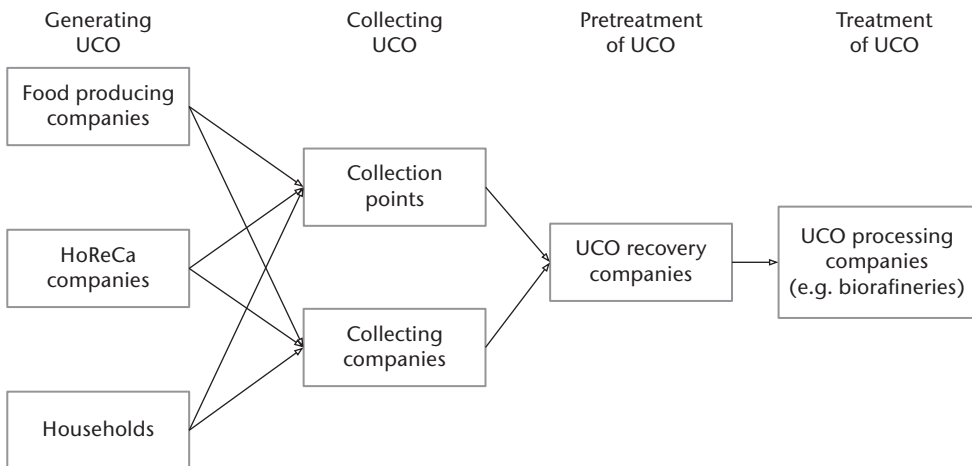 Generating
UCO
Collecting
UCO
Pretreatment
of UCO
Treatment
of UCO
Food producing
companies
HoReCa
companies
Households
Collection
points
Collecting
companies
UCO recovery
companies
UCO processing
companies
(e.g. biorafineries)